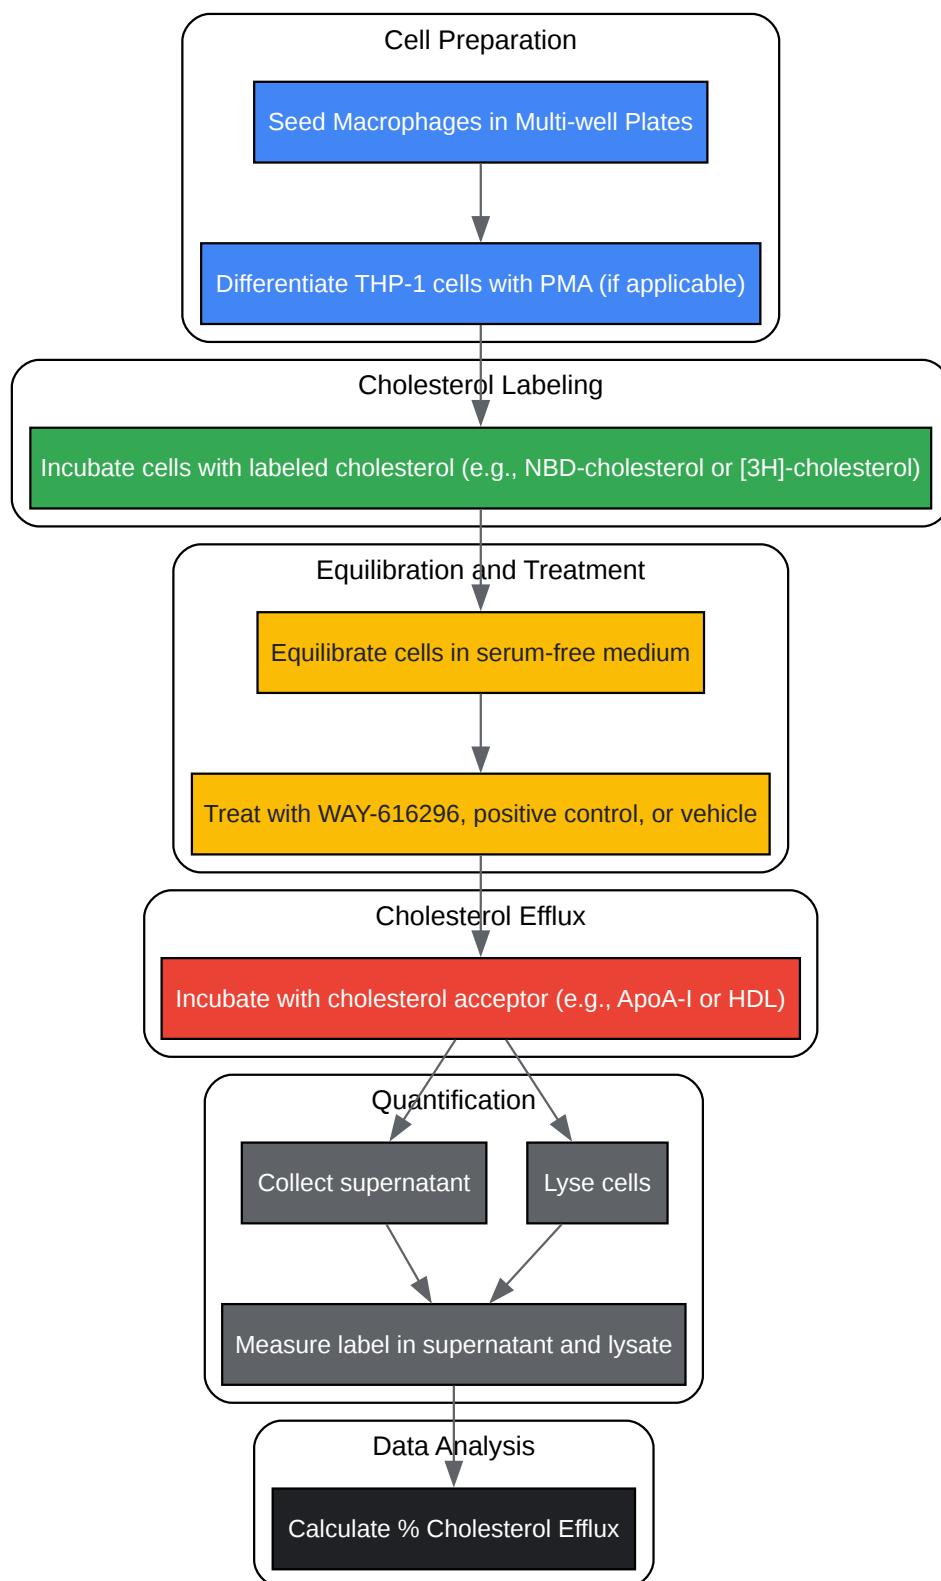 Cell Preparation
Seed Macrophages in Multi-well Plates
Differentiate THP-1 cells with PMA (if applicable)
Cholesterol Labeling
Incubate cells with labeled cholesterol (e.g., NBD-cholesterol or [3H]-cholesterol)
Equilibration and Treatment
Equilibrate cells in serum-free medium
Treat with WAY-616296, positive control, or vehicle
Cholesterol Efflux
Incubate with cholesterol acceptor (e.g., ApoA-I or HDL)
Quantification
Collect supernatant
Lyse cells
Measure label in supernatant and lysate
Data Analysis
Calculate % Cholesterol Efflux